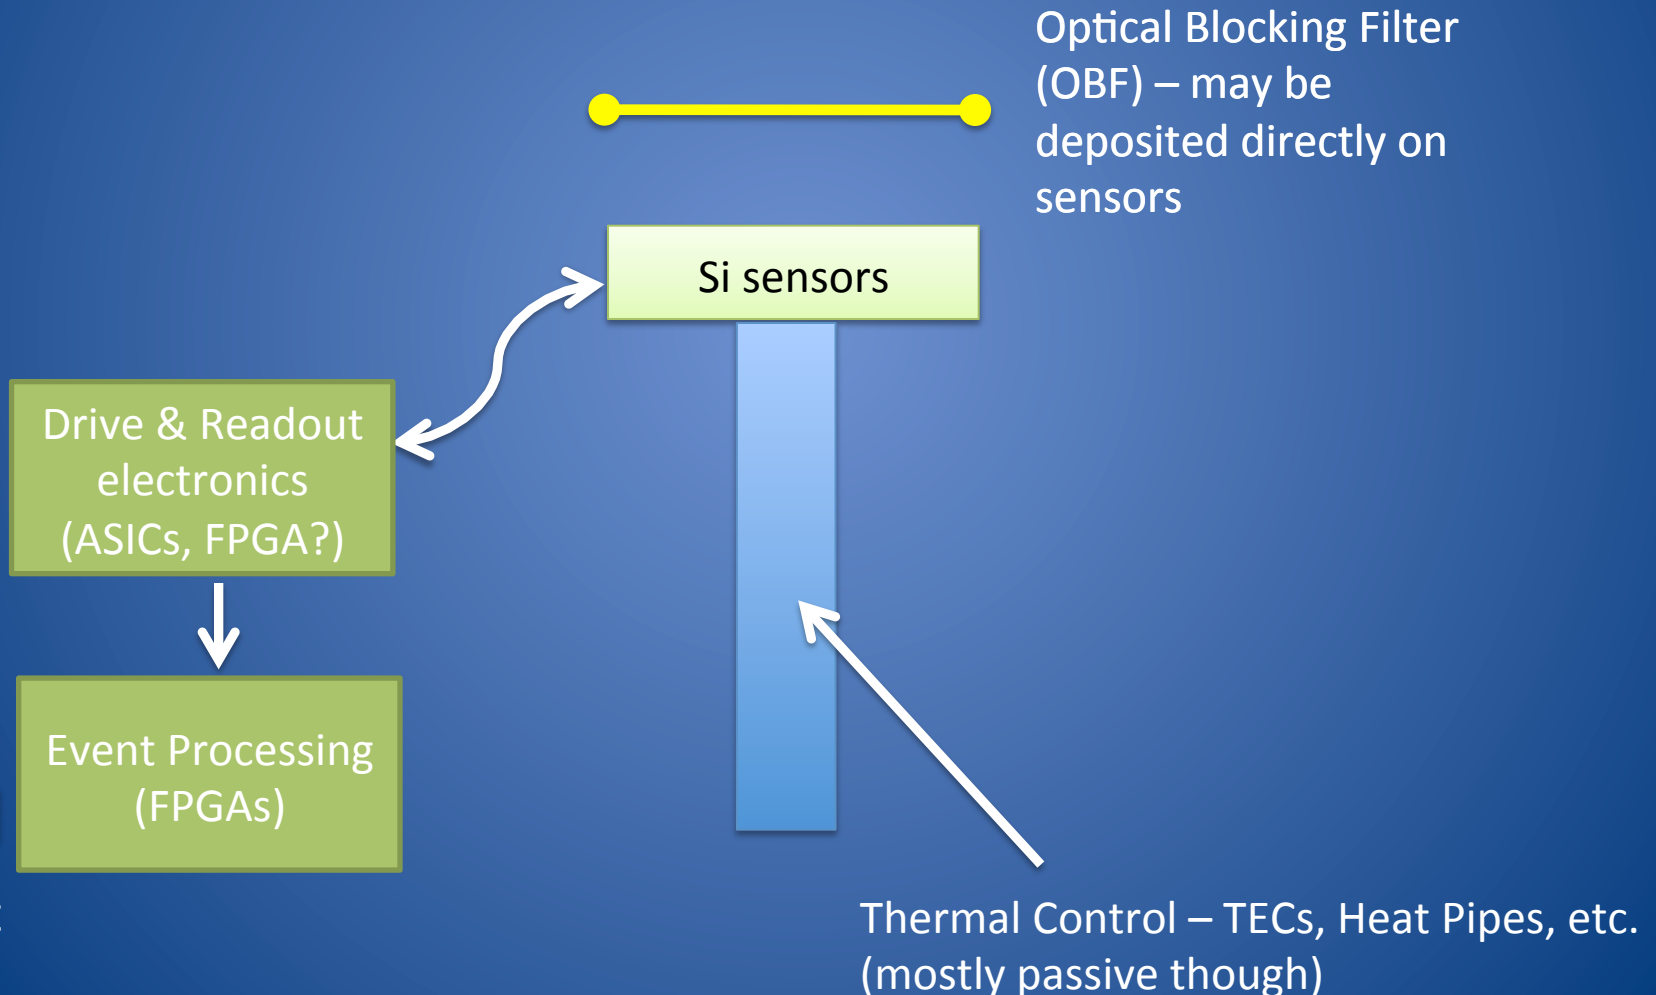 Optical Blocking Filter
(OBF) – may be
deposited directly on
sensors
Si sensors
Drive & Readout
electronics
(ASICs, FPGA?)
Event Processing
(FPGAs)
Thermal Control – TECs, Heat Pipes, etc.
(mostly passive though)